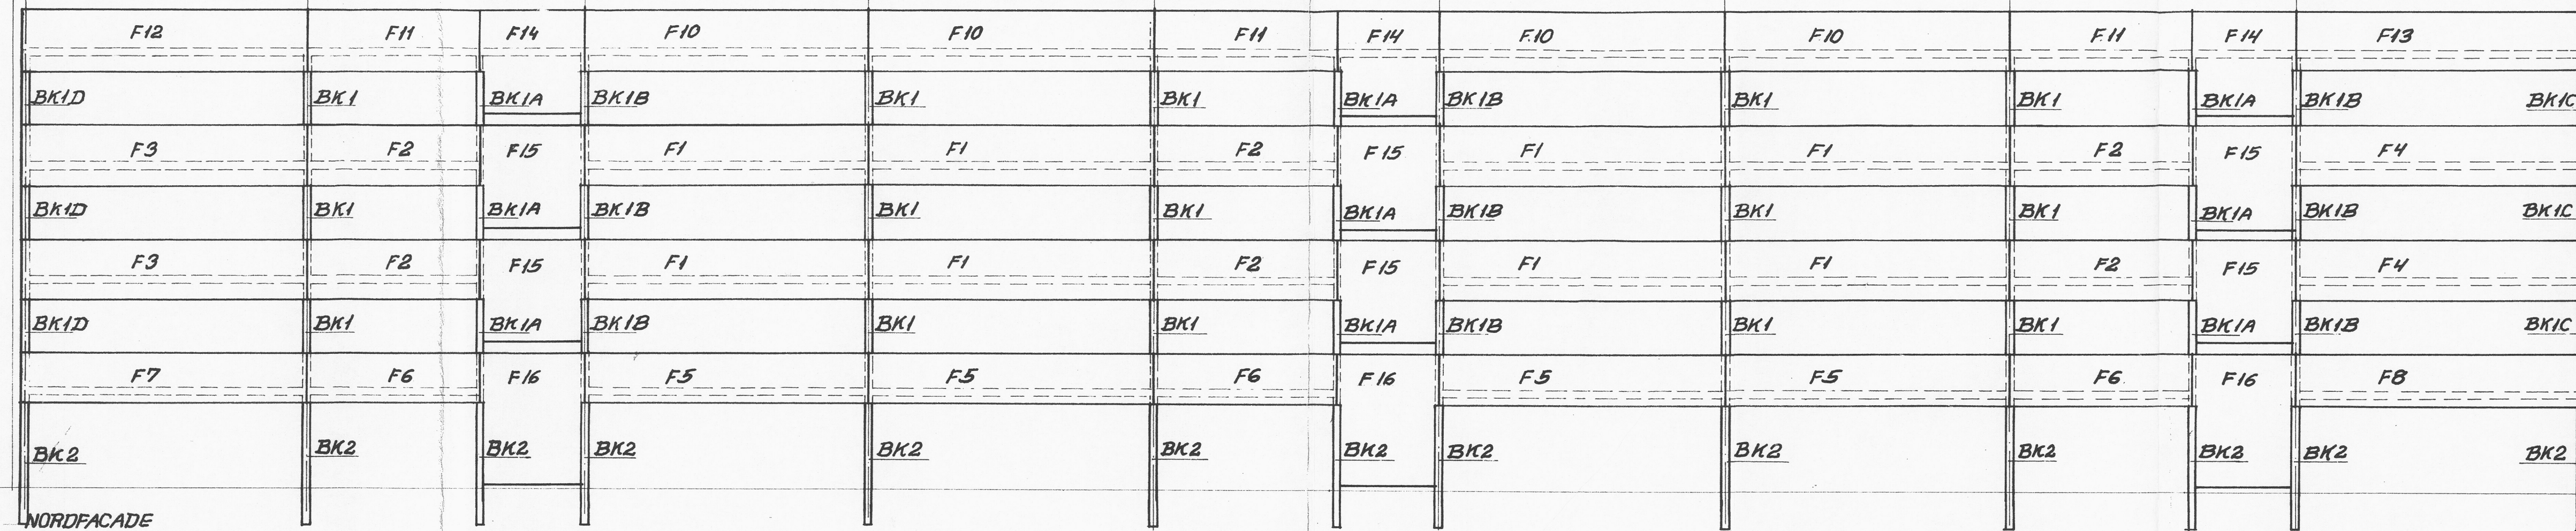 F12 F11 F14 F10 F10 F11 F14 F10 F10 F11 F14 F13
BK1D BK1 BK1A BK1B BK1 BK1 BK1A BK1B BK1 BK1 BK1A BK1B BK1C
F3 F2 F15 F1 F1 F2 F15 F1 F1 F2 F15 F4
BK1D BK1 BK1A BK1B BK1 BK1 BK1A BK1B BK1 BK1 BK1A BK1B BK1C
F3 F2 F15 F1 F1 F2 F15 F1 F1 F2 F15 F4
BK1D BK1 BK1A BK1B BK1 BK1 BK1A BK1B BK1 BK1 BK1A BK1B BK1C
F7 F6 F16 F5 F5 F6 F16 F5 F5 F6 F16 F8
BK2 BK2 BK2 BK2 BK2 BK2 BK2 BK2 BK2 BK2 BK2 BK2 BK2
NORDFACADE